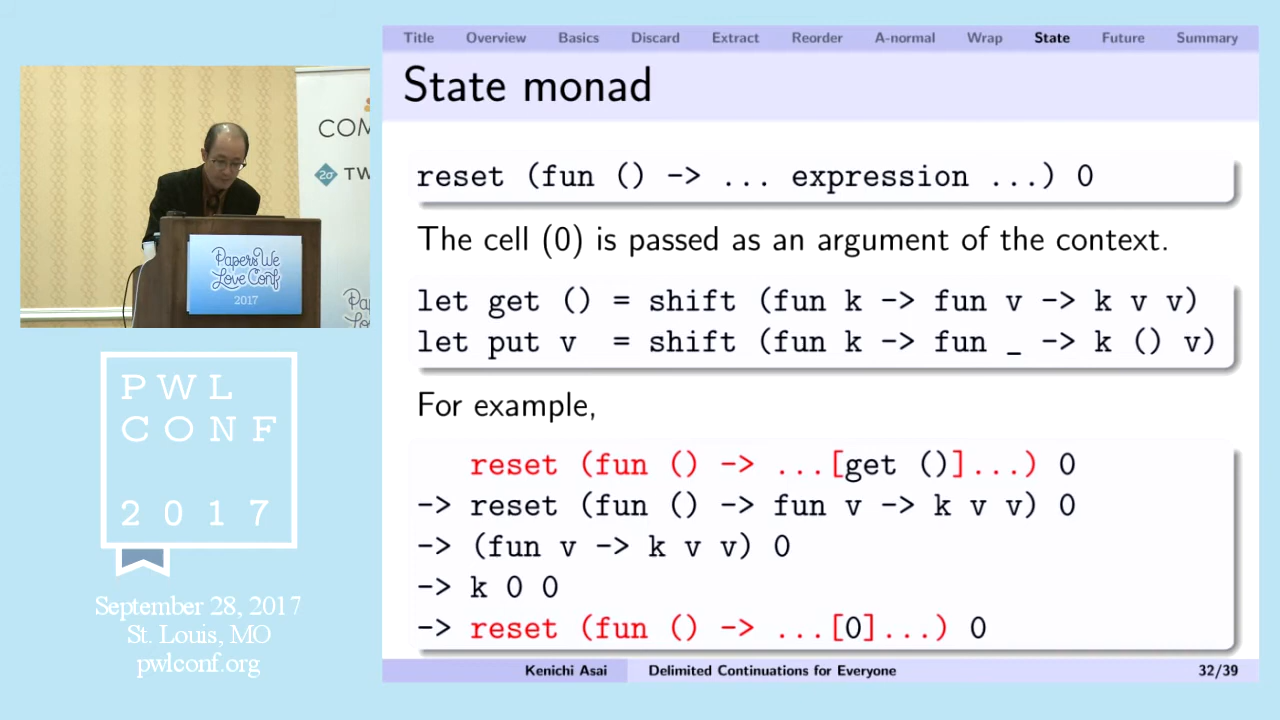 Title Overview Basics Discard Extract Reorder A-normal Wrap State Future Summary
State monad
reset (fun () -> ... expression ...) 0
The cell (0) is passed as an argument of the context.
let get () = shift (fun k -> fun v -> k v v)
let put v = shift (fun k -> fun _ -> k () v)
For example,
reset (fun () -> ...[get ()]...) 0
-> reset (fun () -> fun v -> k v v) 0
-> (fun v -> k v v) 0
-> k 0 0
-> reset (fun () -> ...[0]...) 0
Kenichi Asai Delimited Continuations for Everyone 32/39
COM
2σ TW
Papers We
Love Conf
2017
PWL
CONF
2017
September 28, 2017
St. Louis, MO
pwlconf.org